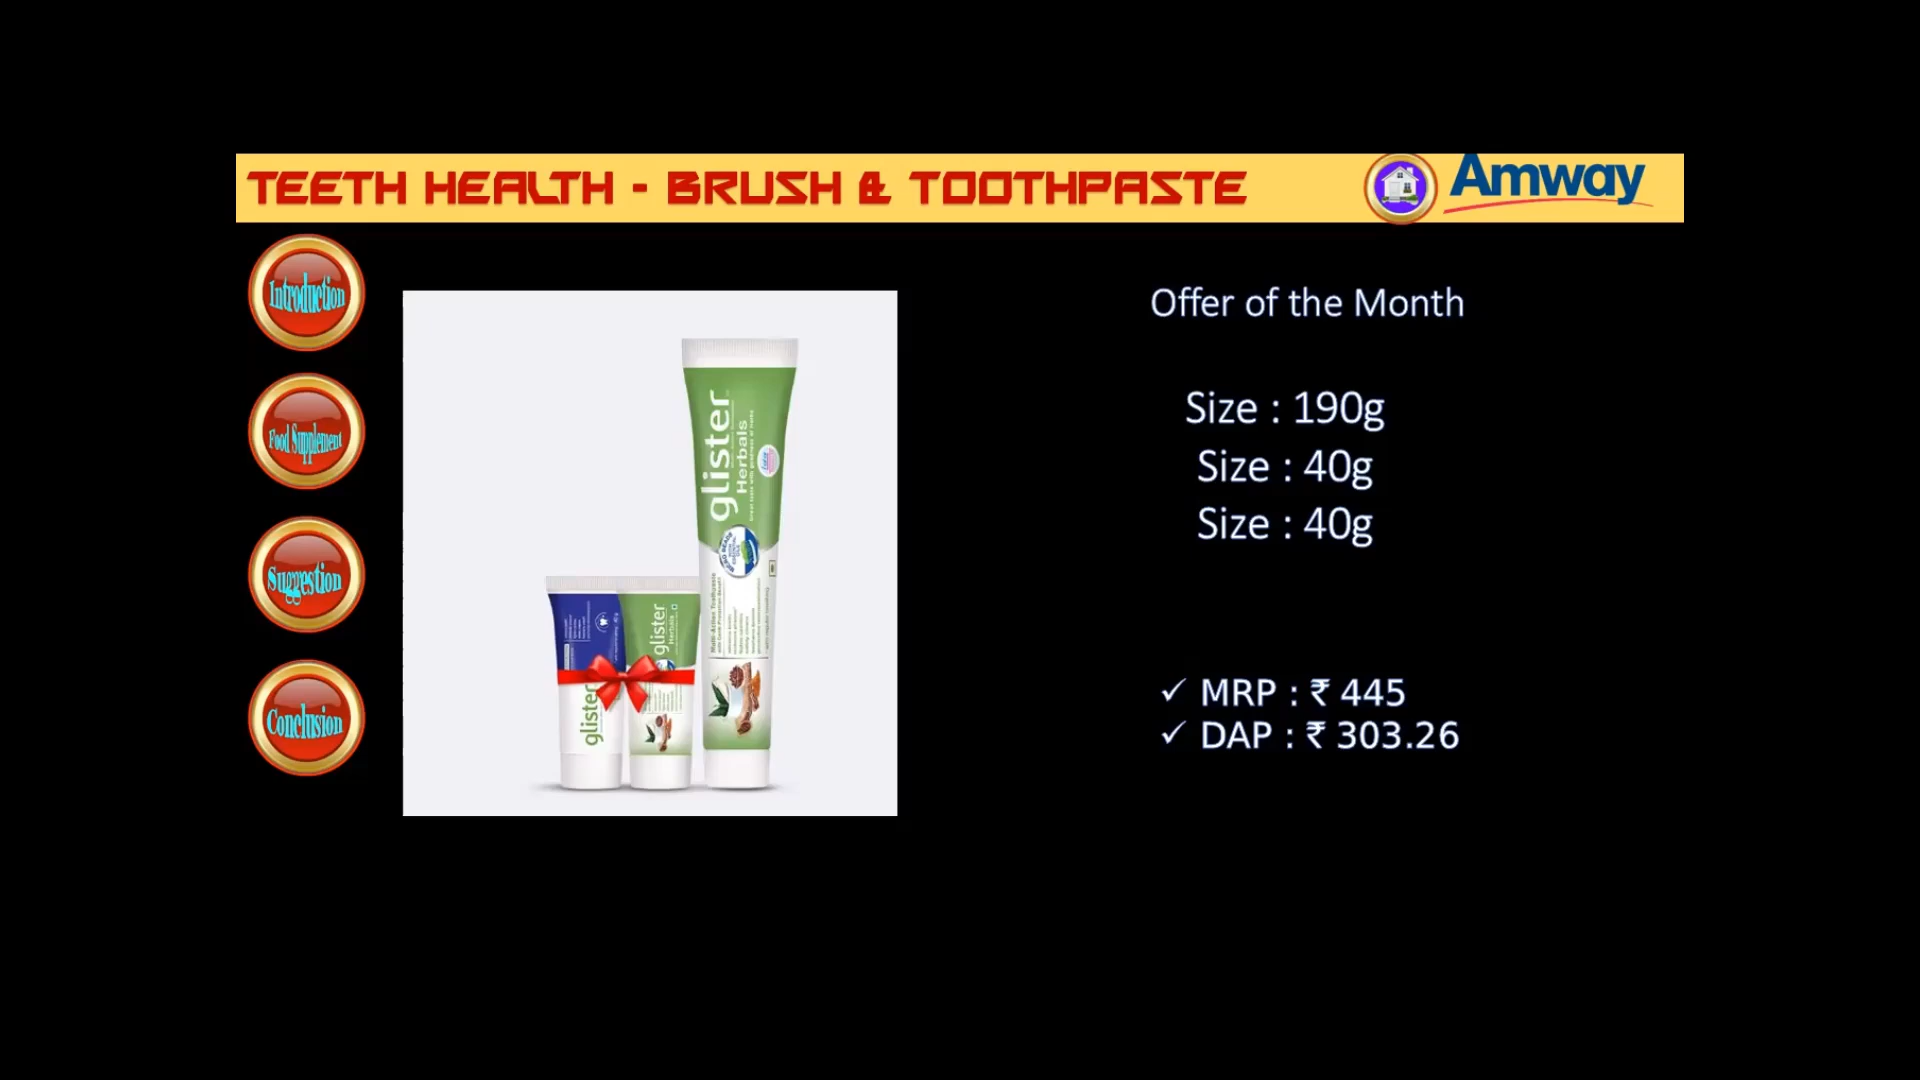 TEETH HEALTH - BRUSH & TOOTHPASTE
Amway
Introduction
Food Supplement
Suggestion
Conclusion
glister
Herbals
glister
Herbals
glister
Offer of the Month
Size : 190g
Size : 40g
Size : 40g
✓ MRP : ₹ 445
✓ DAP : ₹ 303.26